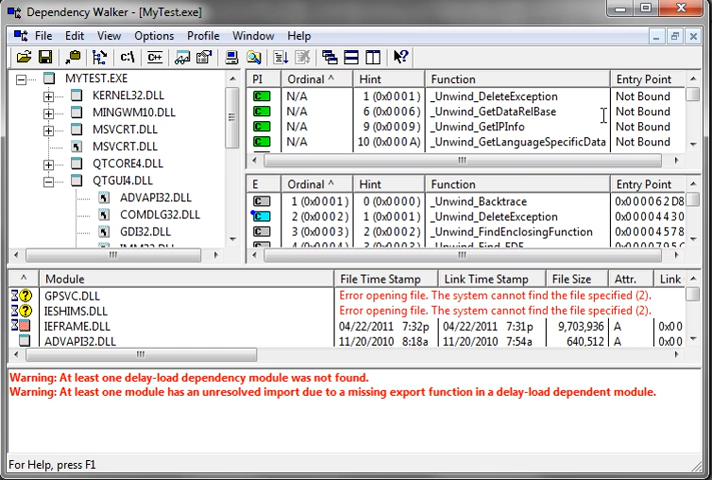 Dependency Walker - [MyTest.exe]
File Edit View Options Profile Window Help
C:\ C++
MYTEST.EXE
KERNEL32.DLL
MINGWM10.DLL
MSVCRT.DLL
MSVCRT.DLL
QTCORE4.DLL
QTGUI4.DLL
ADVAPI32.DLL
COMDLG32.DLL
GDI32.DLL
PI Ordinal ^ Hint Function Entry Point
C N/A 1 (0x0001) _Unwind_DeleteException Not Bound
C N/A 6 (0x0006) _Unwind_GetDataRelBase Not Bound
C N/A 9 (0x0009) _Unwind_GetIPInfo Not Bound
C N/A 10 (0x000A) _Unwind_GetLanguageSpecificData Not Bound
E Ordinal ^ Hint Function Entry Point
C 1 (0x0001) 0 (0x0000) _Unwind_Backtrace 0x000062D8
C 2 (0x0002) 1 (0x0001) _Unwind_DeleteException 0x00004430
C 3 (0x0003) 2 (0x0002) _Unwind_FindEnclosingFunction 0x00004578
^ Module File Time Stamp Link Time Stamp File Size Attr. Link
GPSVC.DLL Error opening file. The system cannot find the file specified (2).
IESHIMS.DLL Error opening file. The system cannot find the file specified (2).
IEFRAME.DLL 04/22/2011 7:32p 04/22/2011 7:31p 9,703,936 A 0x00
ADVAPI32.DLL 11/20/2010 8:18a 11/20/2010 7:54a 640,512 A 0x00
Warning: At least one delay-load dependency module was not found.
Warning: At least one module has an unresolved import due to a missing export function in a delay-load dependent module.
For Help, press F1